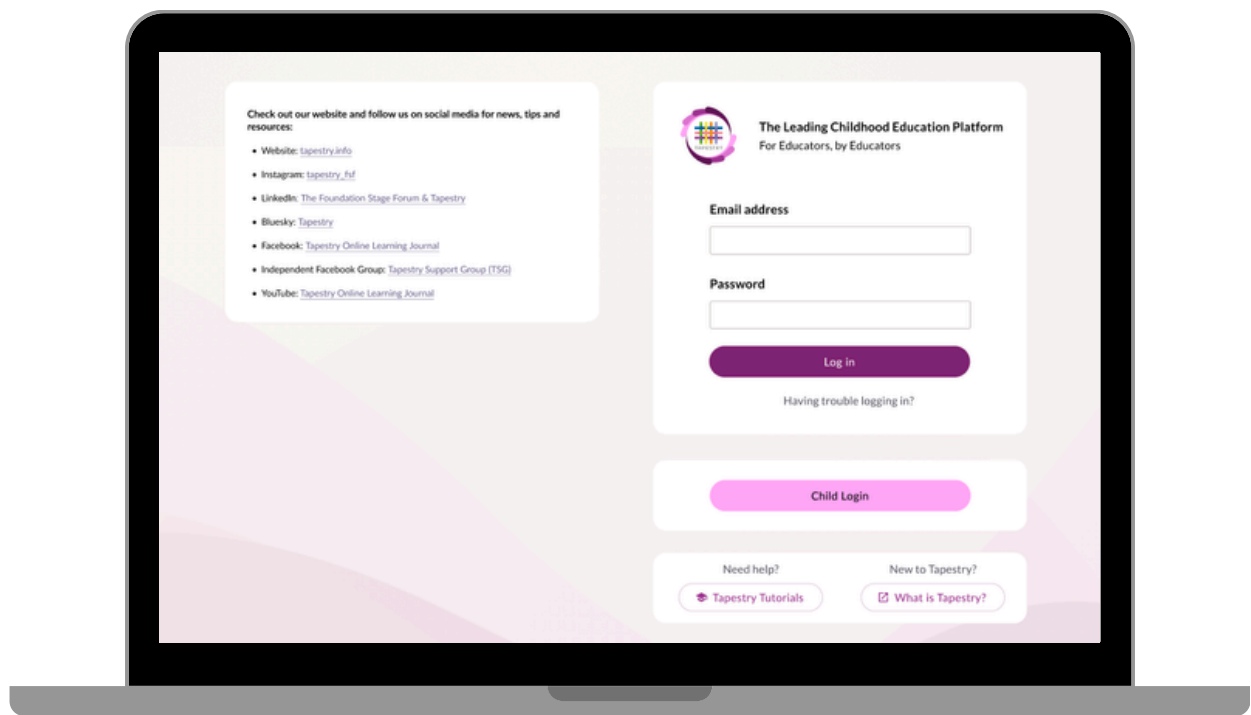 Check out our website and follow us on social media for news, tips and
resources:
• Website: tapestry.info
• Instagram: tapestry_fsf
• LinkedIn: The Foundation Stage Forum & Tapestry
• Bluesky: Tapestry
• Facebook: Tapestry Online Learning Journal
• Independent Facebook Group: Tapestry Support Group (TSG)
• YouTube: Tapestry Online Learning Journal
TAPESTRY
The Leading Childhood Education Platform
For Educators, by Educators
Email address
Password
Log in
Having trouble logging in?
Child Login
Need help?
Tapestry Tutorials
New to Tapestry?
What is Tapestry?